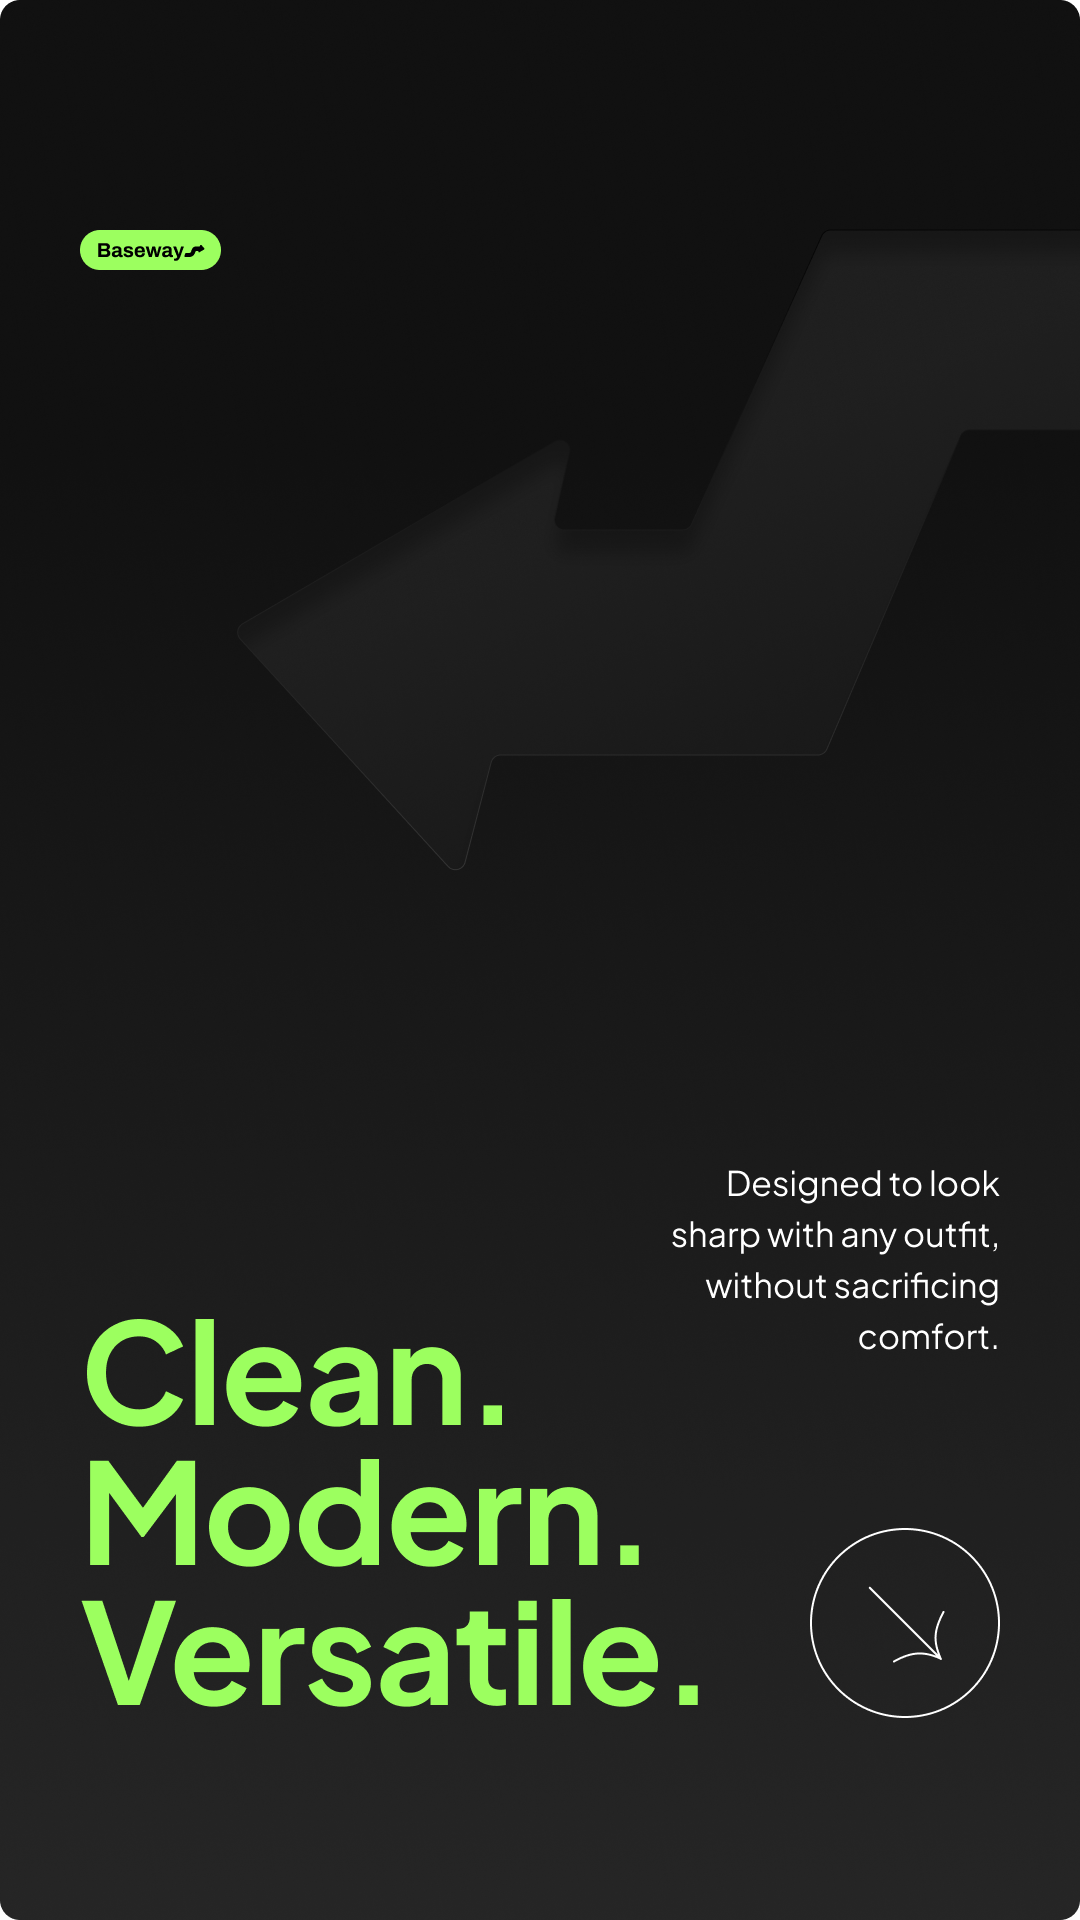 Baseway
Designed to look
sharp with any outfit,
without sacrificing
comfort.
Clean.
Modern.
Versatile.